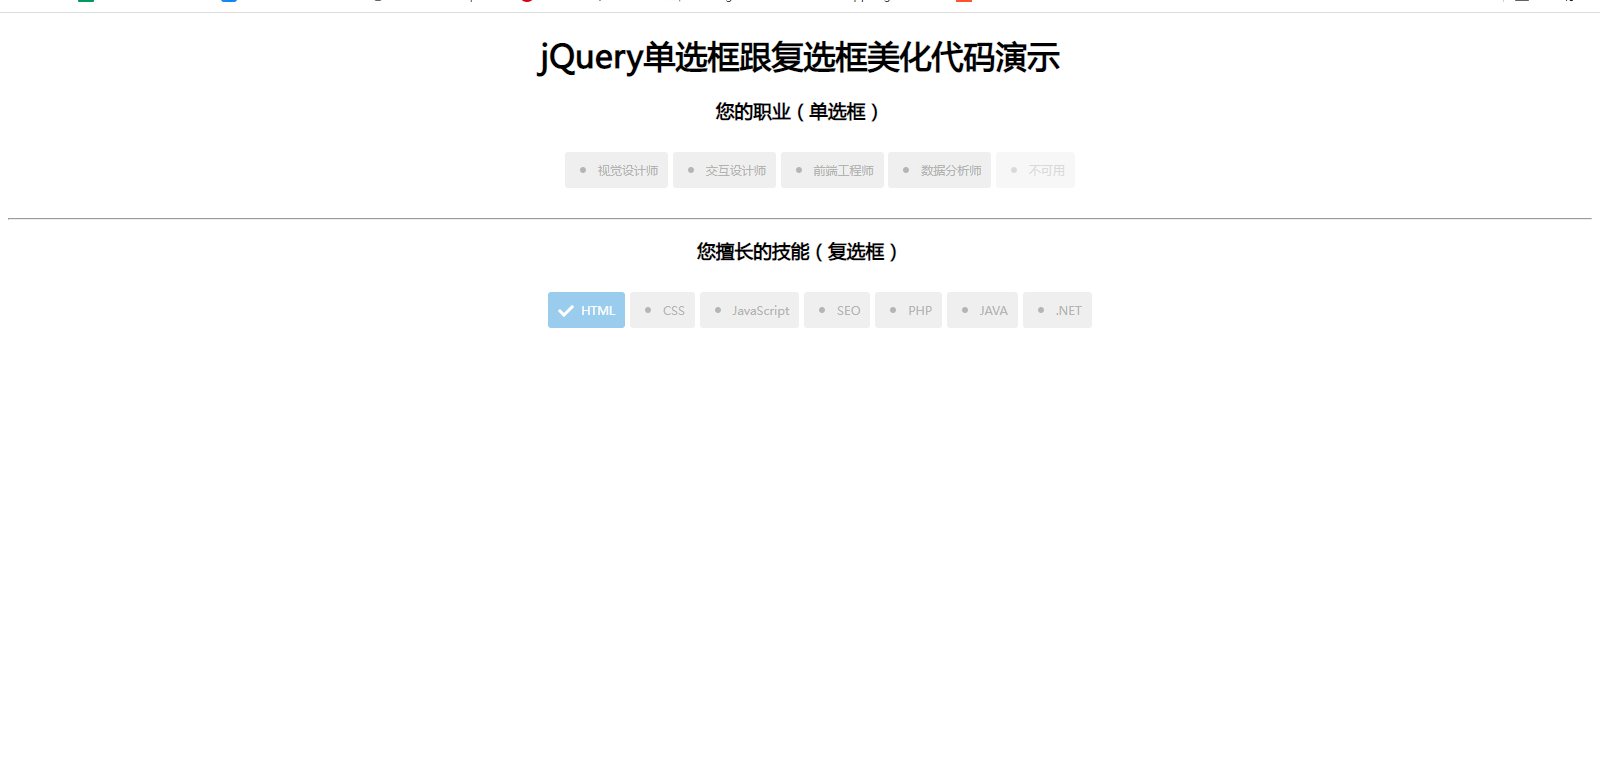 jQuery单选框跟复选框美化代码演示
您的职业（单选框）
视觉设计师 交互设计师 前端工程师 数据分析师 不可用
您擅长的技能（复选框）
HTML CSS JavaScript SEO PHP JAVA .NET